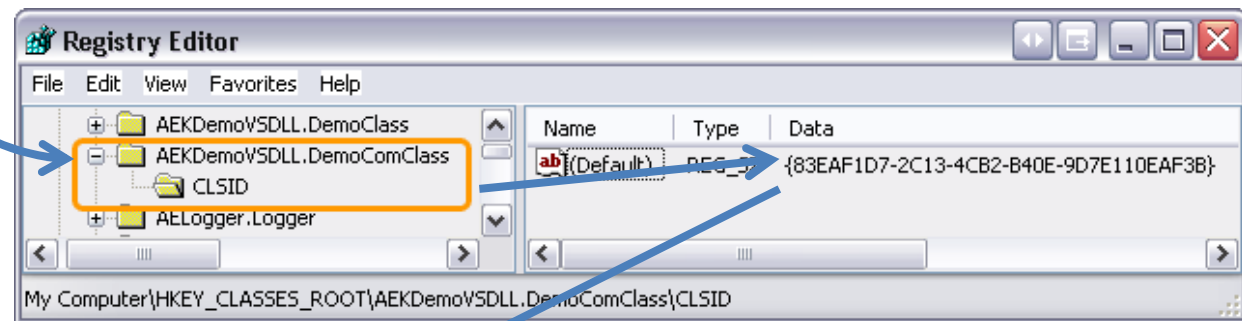 Registry Editor
File Edit View Favorites Help
AEKDemoVSDLL.DemoClass
AEKDemoVSDLL.DemoComClass
CLSID
AELogger.Logger
Name Type Data
ab (Default) {83EAF1D7-2C13-4CB2-B40E-9D7E110EAF3B}
My Computer\HKEY_CLASSES_ROOT\AEKDemoVSDLL.DemoComClass\CLSID